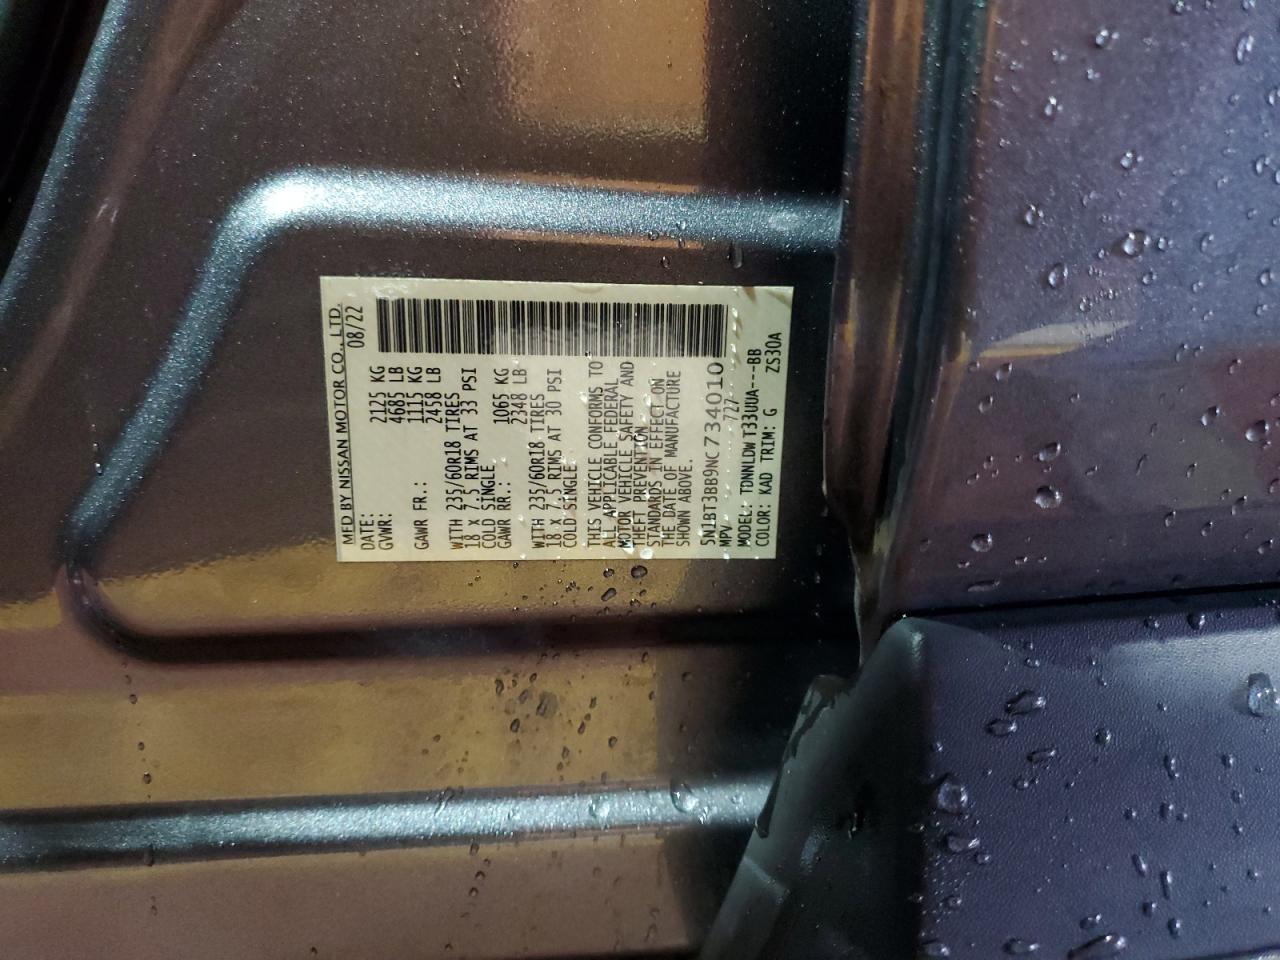 MFD BY NISSAN MOTOR CO., LTD.
DATE: 08/22
GVWR: 2125 KG
4685 LB
GAWR FR.: 1115 KG
2458 LB
WITH 235/60R18 TIRES
18 x 7.5 RIMS AT 33 PSI
COLD SINGLE
GAWR RR.: 1065 KG
2348 LB
WITH 235/60R18 TIRES
18 x 7.5 RIMS AT 30 PSI
COLD SINGLE
THIS VEHICLE CONFORMS TO
ALL APPLICABLE FEDERAL
MOTOR VEHICLE SAFETY AND
THEFT PREVENTION
STANDARDS IN EFFECT ON
THE DATE OF MANUFACTURE
SHOWN ABOVE.
5N1BT3BB9NC734010
MPV 727
MODEL: TDNNLDWT33UUA---BB
COLOR: KAD TRIM: G ZS30A